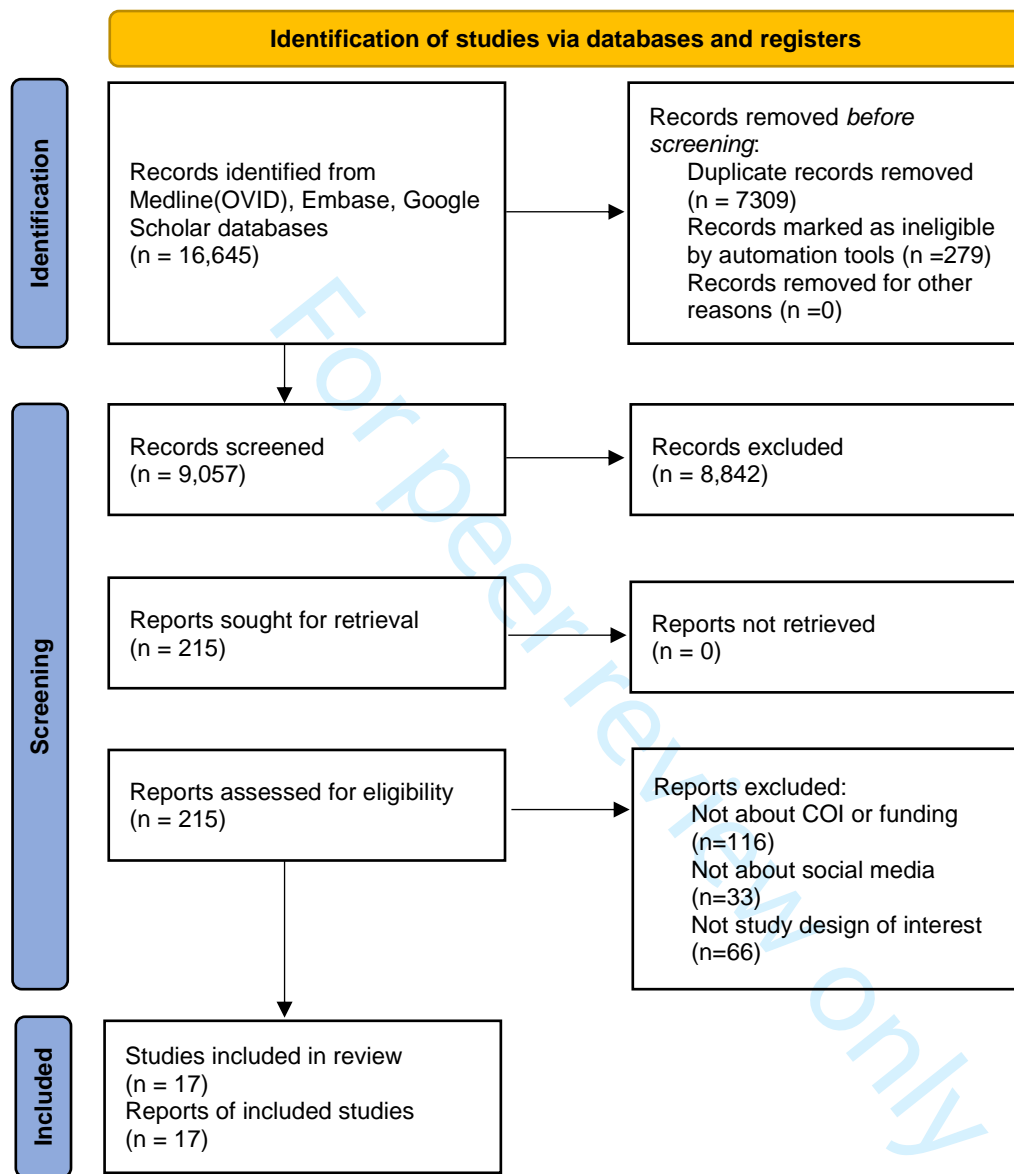 Identification of studies via databases and registers
Identification
Records identified from
Medline(OVID), Embase, Google
Scholar databases
(n = 16,645)
Records removed before
screening:
Duplicate records removed
(n = 7309)
Records marked as ineligible
by automation tools (n =279)
Records removed for other
reasons (n =0)
Screening
Records screened
(n = 9,057)
Records excluded
(n = 8,842)
Reports sought for retrieval
(n = 215)
Reports not retrieved
(n = 0)
Reports assessed for eligibility
(n = 215)
Reports excluded:
Not about COI or funding
(n=116)
Not about social media
(n=33)
Not study design of interest
(n=66)
Included
Studies included in review
(n = 17)
Reports of included studies
(n = 17)
For peer review only